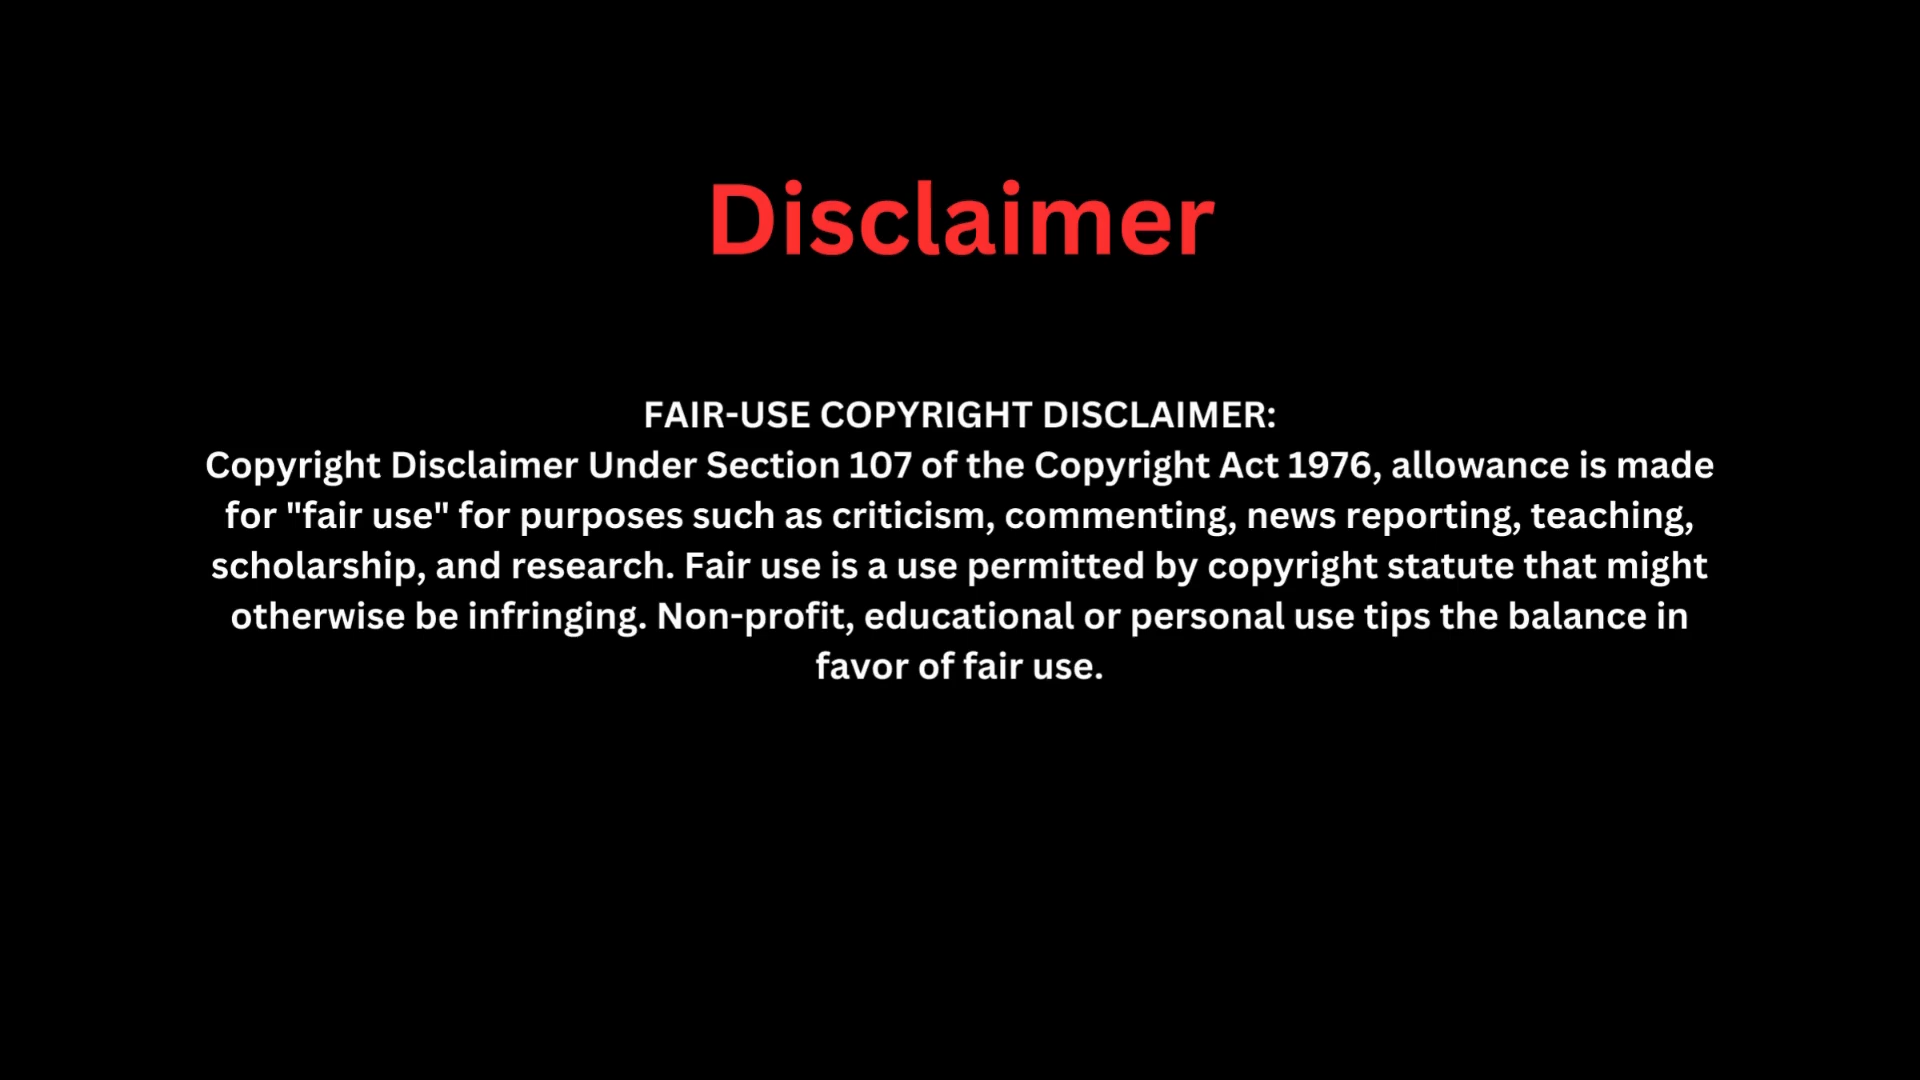 Disclaimer
FAIR-USE COPYRIGHT DISCLAIMER:
Copyright Disclaimer Under Section 107 of the Copyright Act 1976, allowance is made
for "fair use" for purposes such as criticism, commenting, news reporting, teaching,
scholarship, and research. Fair use is a use permitted by copyright statute that might
otherwise be infringing. Non-profit, educational or personal use tips the balance in
favor of fair use.